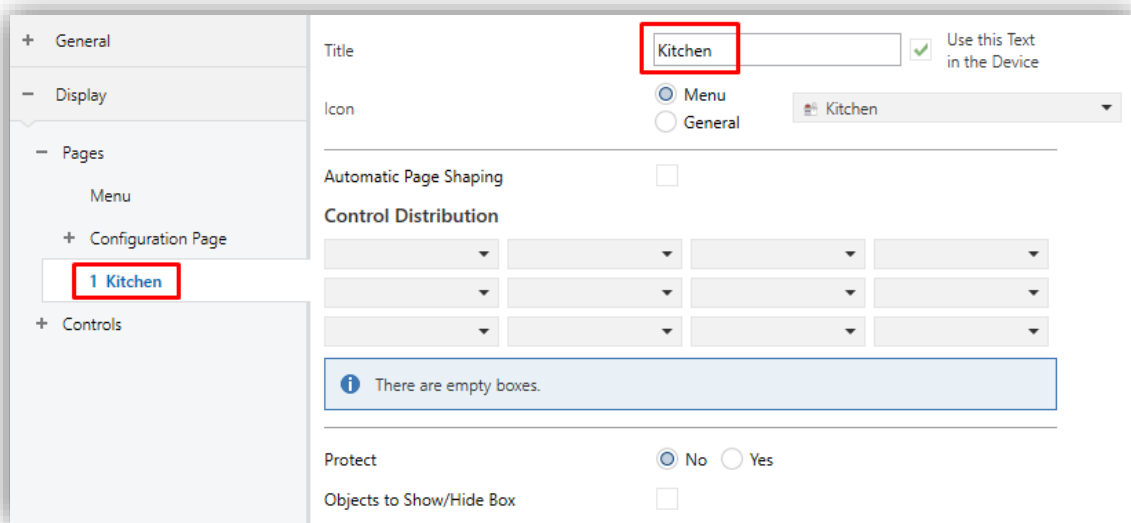 + General
− Display
− Pages
Menu
+ Configuration Page
1 Kitchen
+ Controls
Title
Kitchen
Use this Text
in the Device
Icon
Menu
General
Kitchen
Automatic Page Shaping
Control Distribution
There are empty boxes.
Protect
No
Yes
Objects to Show/Hide Box